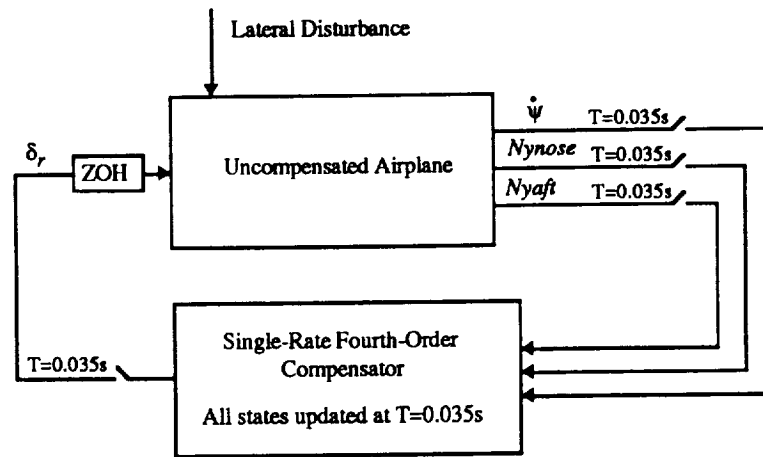 Lateral Disturbance
ψ̇
T=0.035s
δr
ZOH
Uncompensated Airplane
Nynose
T=0.035s
Nyaft
T=0.035s
T=0.035s
Single-Rate Fourth-Order
Compensator
All states updated at T=0.035s